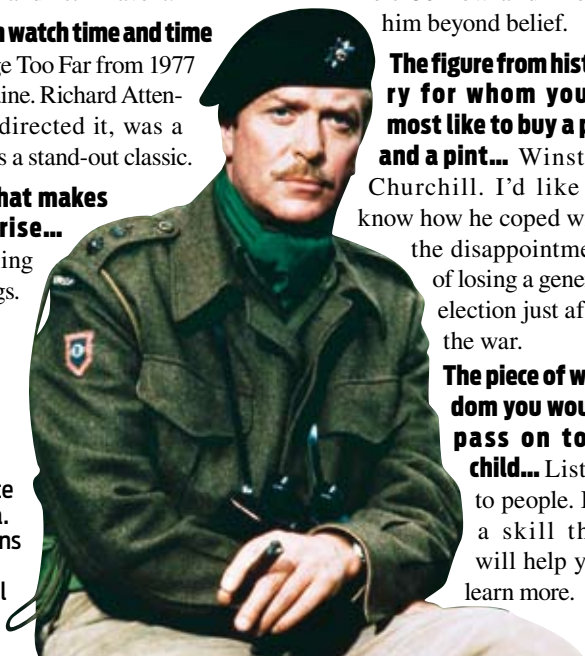 watch time and time
ge Too Far from 1977
ine. Richard Atten-
directed it, was a
s a stand-out classic.
hat makes
rise...
ing
gs.
te
a.
ns
l
him beyond belief.
The figure from hist
ry for whom you
most like to buy a p
and a pint... Winst
Churchill. I'd like
know how he coped w
the disappointme
of losing a gene
election just af
the war.
The piece of w
dom you wou
pass on to
child... List
to people. I
a skill th
will help y
learn more.